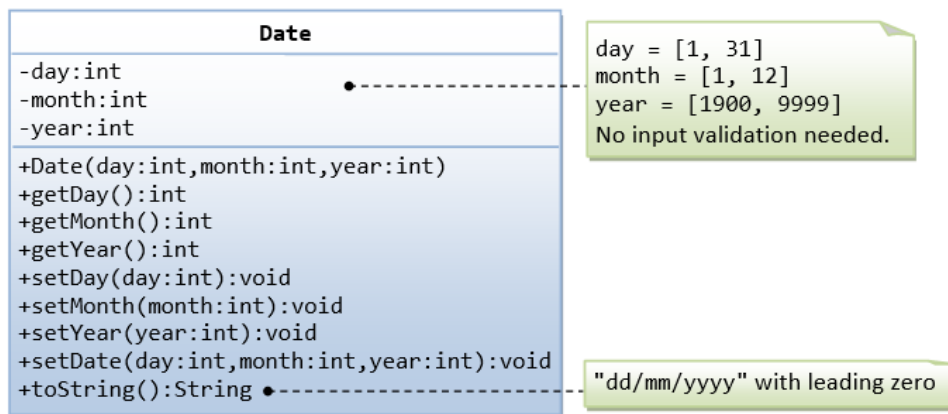 Date
-day:int
-month:int
-year:int
day = [1, 31]
month = [1, 12]
year = [1900, 9999]
No input validation needed.
+Date(day:int,month:int,year:int)
+getDay():int
+getMonth():int
+getYear():int
+setDay(day:int):void
+setMonth(month:int):void
+setYear(year:int):void
+setDate(day:int,month:int,year:int):void
+toString():String
"dd/mm/yyyy" with leading zero